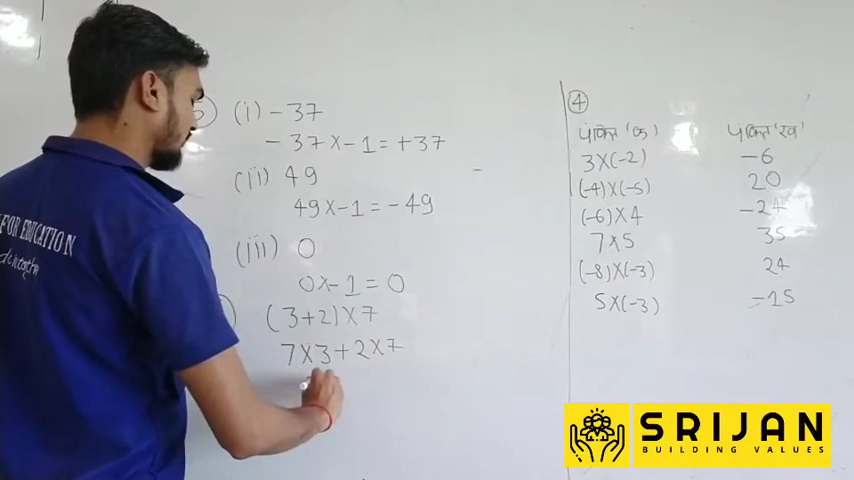 5 (i) -37
-37 X -1 = +37
(ii) 49
49 X -1 = -49
(iii) 0
0 X -1 = 0
(3+2) X 7
7 X 3 + 2 X 7
4
पंक्ति 'क' पंक्ति 'ख'
3 X (-2) -6
(-4) X (-5) 20
(-6) X 4 -24
7 X 5 35
(-8) X (-3) 24
5 X (-3) -15
FOR EDUCATION
SRIJAN
BUILDING VALUES